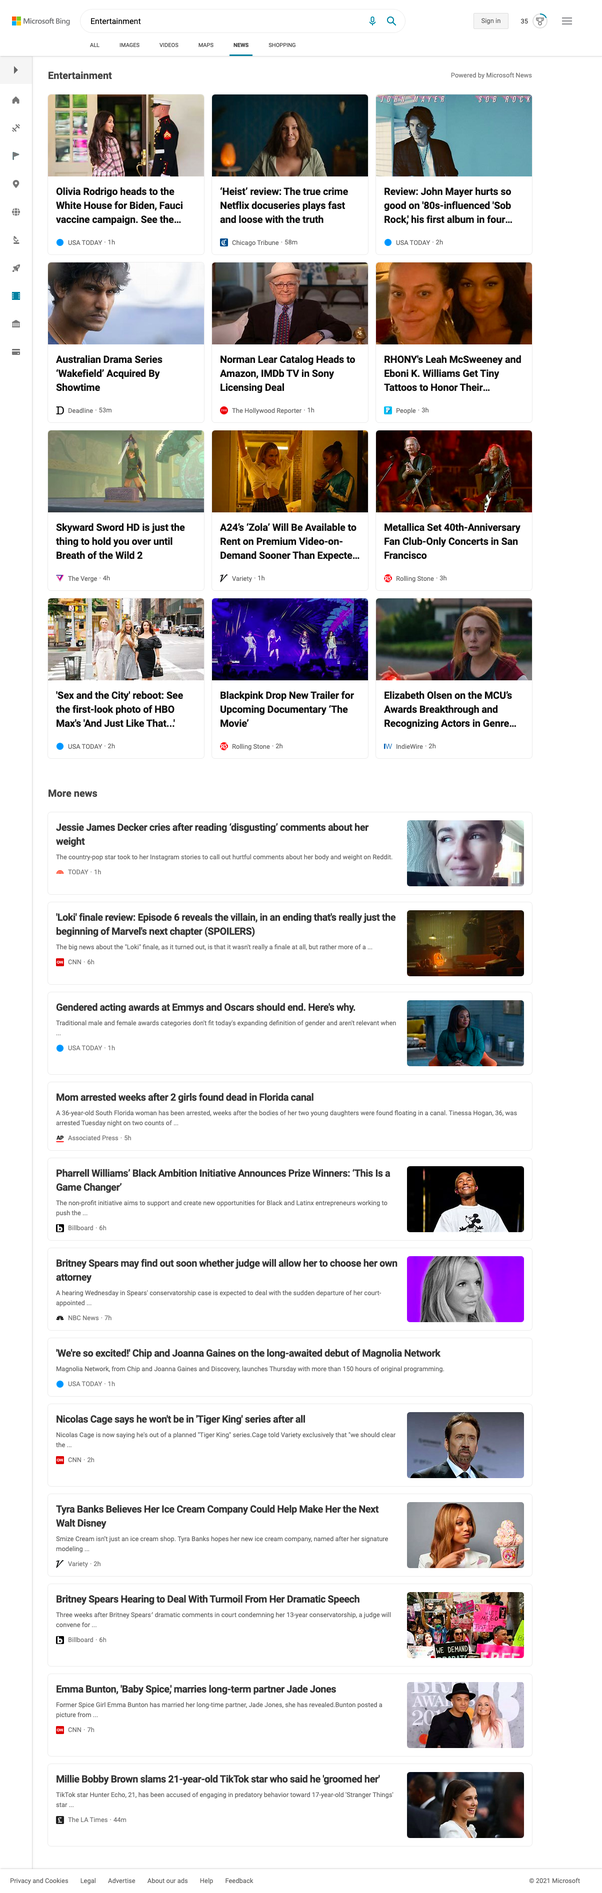 Microsoft Bing
Entertainment
Sign in
35
ALL IMAGES VIDEOS MAPS NEWS SHOPPING
Entertainment
Powered by Microsoft News
Olivia Rodrigo heads to the
White House for Biden, Fauci
vaccine campaign. See the...
USA TODAY · 1h
'Heist' review: The true crime
Netflix docuseries plays fast
and loose with the truth
Chicago Tribune · 58m
JOHN MAYER SOB ROCK
Review: John Mayer hurts so
good on '80s-influenced 'Sob
Rock,' his first album in four...
USA TODAY · 2h
Australian Drama Series
'Wakefield' Acquired By
Showtime
Deadline · 53m
Norman Lear Catalog Heads to
Amazon, IMDb TV in Sony
Licensing Deal
The Hollywood Reporter · 1h
RHONY's Leah McSweeney and
Eboni K. Williams Get Tiny
Tattoos to Honor Their...
People · 3h
Skyward Sword HD is just the
thing to hold you over until
Breath of the Wild 2
The Verge · 4h
A24's 'Zola' Will Be Available to
Rent on Premium Video-on-
Demand Sooner Than Expecte...
Variety · 1h
Metallica Set 40th-Anniversary
Fan Club-Only Concerts in San
Francisco
Rolling Stone · 3h
'Sex and the City' reboot: See
the first-look photo of HBO
Max's 'And Just Like That...'
USA TODAY · 2h
Blackpink Drop New Trailer for
Upcoming Documentary 'The
Movie'
Rolling Stone · 2h
Elizabeth Olsen on the MCU's
Awards Breakthrough and
Recognizing Actors in Genre...
IndieWire · 2h
More news
Jessie James Decker cries after reading 'disgusting' comments about her
weight
The country-pop star took to her Instagram stories to call out hurtful comments about her body and weight on Reddit.
TODAY · 1h
'Loki' finale review: Episode 6 reveals the villain, in an ending that's really just the
beginning of Marvel's next chapter (SPOILERS)
The big news about the "Loki" finale, as it turned out, is that it wasn't really a finale at all, but rather more of a ...
CNN · 6h
Gendered acting awards at Emmys and Oscars should end. Here's why.
Traditional male and female awards categories don't fit today's expanding definition of gender and aren't relevant when
...
USA TODAY · 1h
Mom arrested weeks after 2 girls found dead in Florida canal
A 36-year-old South Florida woman has been arrested, weeks after the bodies of her two young daughters were found floating in a canal. Tinessa Hogan, 36, was
arrested Tuesday night on two counts of ...
AP Associated Press · 5h
Pharrell Williams' Black Ambition Initiative Announces Prize Winners: 'This Is a
Game Changer'
The non-profit initiative aims to support and create new opportunities for Black and Latinx entrepreneurs working to
push the ...
Billboard · 6h
Britney Spears may find out soon whether judge will allow her to choose her own
attorney
A hearing Wednesday in Spears' conservatorship case is expected to deal with the sudden departure of her court-
appointed ...
NBC News · 7h
'We're so excited!' Chip and Joanna Gaines on the long-awaited debut of Magnolia Network
Magnolia Network, from Chip and Joanna Gaines and Discovery, launches Thursday with more than 150 hours of original programming.
USA TODAY · 1h
Nicolas Cage says he won't be in 'Tiger King' series after all
Nicolas Cage is now saying he's out of a planned "Tiger King" series.Cage told Variety exclusively that "we should clear
the ...
CNN · 2h
Tyra Banks Believes Her Ice Cream Company Could Help Make Her the Next
Walt Disney
Smize Cream isn't just an ice cream shop. Tyra Banks hopes her new ice cream company, named after her signature
modeling ...
Variety · 2h
Britney Spears Hearing to Deal With Turmoil From Her Dramatic Speech
Three weeks after Britney Spears' dramatic comments in court condemning her 13-year conservatorship, a judge will
convene for ...
Billboard · 6h
WE DEMAND
FREE
Emma Bunton, 'Baby Spice,' marries long-term partner Jade Jones
Former Spice Girl Emma Bunton has married her long-time partner, Jade Jones, she has revealed.Bunton posted a
picture from ...
CNN · 7h
Millie Bobby Brown slams 21-year-old TikTok star who said he 'groomed her'
TikTok star Hunter Echo, 21, has been accused of engaging in predatory behavior toward 17-year-old 'Stranger Things'
star ...
The LA Times · 44m
Privacy and Cookies Legal Advertise About our ads Help Feedback
© 2021 Microsoft